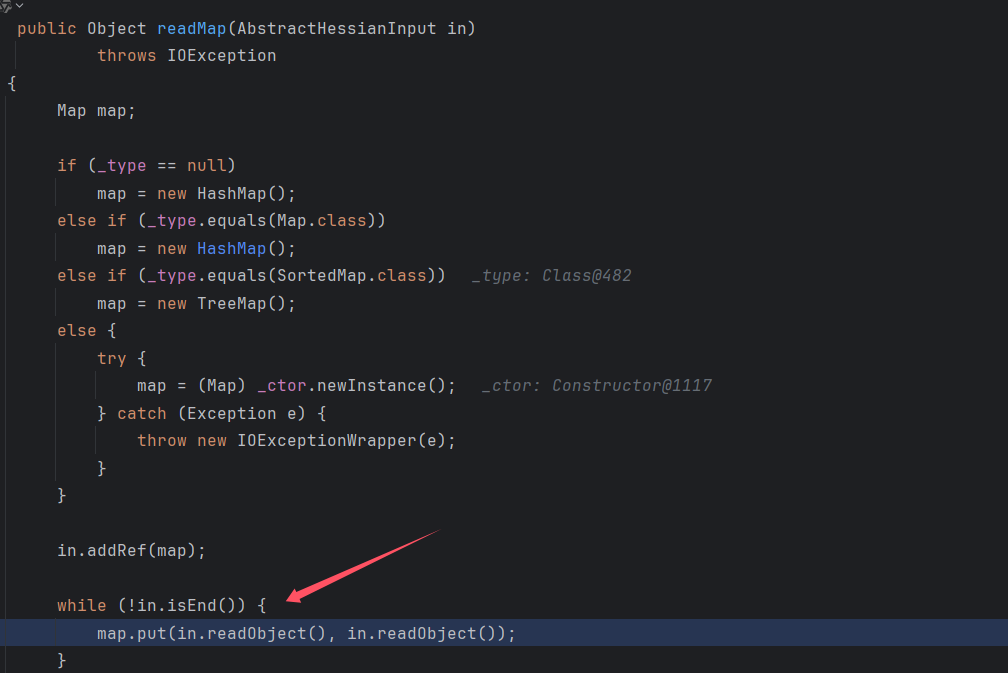 public Object readMap(AbstractHessianInput in)
throws IOException
{
Map map;
if (_type == null)
map = new HashMap();
else if (_type.equals(Map.class))
map = new HashMap();
else if (_type.equals(SortedMap.class)) _type: Class@482
map = new TreeMap();
else {
try {
map = (Map) _ctor.newInstance(); _ctor: Constructor@1117
} catch (Exception e) {
throw new IOExceptionWrapper(e);
}
}
in.addRef(map);
while (!in.isEnd()) {
map.put(in.readObject(), in.readObject());
}